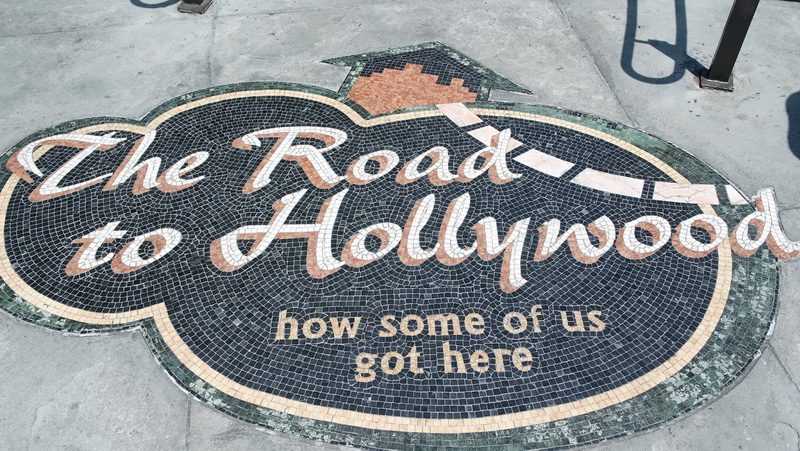 The Road
to Hollywood
how some of us
got here